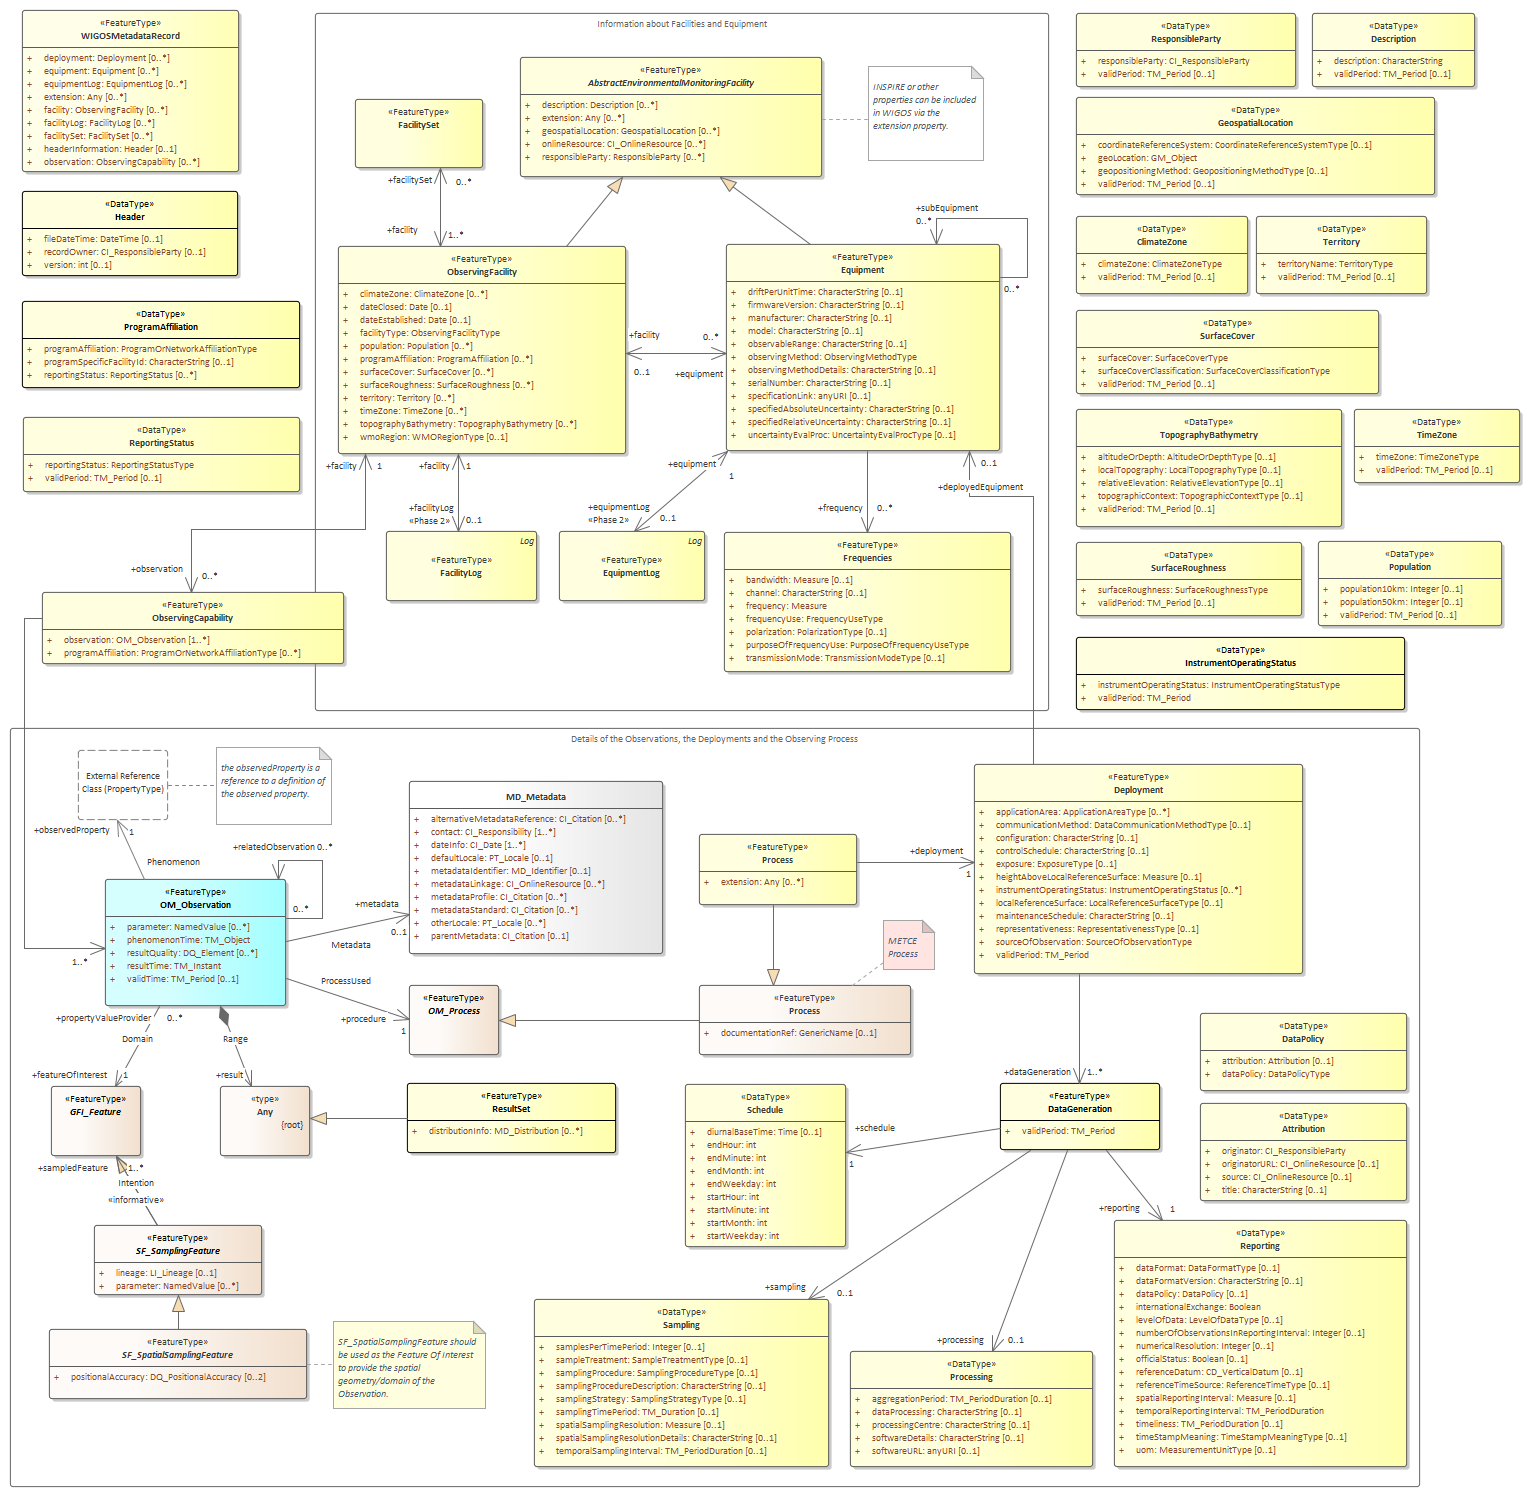 «FeatureType»
WIGOSMetadataRecord
+ deployment: Deployment [0..*]
+ equipment: Equipment [0..*]
+ equipmentLog: EquipmentLog [0..*]
+ extension: Any [0..*]
+ facility: ObservingFacility [0..*]
+ facilityLog: FacilityLog [0..*]
+ facilitySet: FacilitySet [0..*]
+ headerInformation: Header [0..1]
+ observation: ObservingCapability [0..*]
«DataType»
Header
+ fileDateTime: DateTime [0..1]
+ recordOwner: CI_ResponsibleParty [0..1]
+ version: int [0..1]
«DataType»
ProgramAffiliation
+ programAffiliation: ProgramOrNetworkAffiliationType
+ programSpecificFacilityId: CharacterString [0..1]
+ reportingStatus: ReportingStatus [0..*]
«DataType»
ReportingStatus
+ reportingStatus: ReportingStatusType
+ validPeriod: TM_Period [0..1]
Information about Facilities and Equipment
«FeatureType»
FacilitySet
«FeatureType»
AbstractEnvironmentalMonitoringFacility
+ description: Description [0..*]
+ extension: Any [0..*]
+ geospatialLocation: GeospatialLocation [0..*]
+ onlineResource: CI_OnlineResource [0..*]
+ responsibleParty: ResponsibleParty [0..*]
INSPIRE or other
properties can be included
in WIGOS via the
extension property.
+facilitySet
0..*
+facility
1..*
«FeatureType»
ObservingFacility
+ climateZone: ClimateZone [0..*]
+ dateClosed: Date [0..1]
+ dateEstablished: Date [0..1]
+ facilityType: ObservingFacilityType
+ population: Population [0..*]
+ programAffiliation: ProgramAffiliation [0..*]
+ surfaceCover: SurfaceCover [0..*]
+ surfaceRoughness: SurfaceRoughness [0..*]
+ territory: Territory [0..*]
+ timeZone: TimeZone [0..*]
+ topographyBathymetry: TopographyBathymetry [0..*]
+ wmoRegion: WMORegionType [0..1]
+facility
0..1
0..*
+equipment
+subEquipment
0..*
0..*
«FeatureType»
Equipment
+ driftPerUnitTime: CharacterString [0..1]
+ firmwareVersion: CharacterString [0..1]
+ manufacturer: CharacterString [0..1]
+ model: CharacterString [0..1]
+ observableRange: CharacterString [0..1]
+ observingMethod: ObservingMethodType
+ observingMethodDetails: CharacterString [0..1]
+ serialNumber: CharacterString [0..1]
+ specificationLink: anyURI [0..1]
+ specifiedAbsoluteUncertainty: CharacterString [0..1]
+ specifiedRelativeUncertainty: CharacterString [0..1]
+ uncertaintyEvalProc: UncertaintyEvalProcType [0..1]
+facility 1
+facility 1
+equipment
1
0..1
+deployedEquipment
+facilityLog
«Phase 2»
0..1
+equipmentLog
«Phase 2»
0..1
+frequency 0..*
Log
«FeatureType»
FacilityLog
Log
«FeatureType»
EquipmentLog
«FeatureType»
Frequencies
+ bandwidth: Measure [0..1]
+ channel: CharacterString [0..1]
+ frequency: Measure
+ frequencyUse: FrequencyUseType
+ polarization: PolarizationType [0..1]
+ purposeOfFrequencyUse: PurposeOfFrequencyUseType
+ transmissionMode: TransmissionModeType [0..1]
+observation
0..*
«FeatureType»
ObservingCapability
+ observation: OM_Observation [1..*]
+ programAffiliation: ProgramOrNetworkAffiliationType [0..*]
«DataType»
ResponsibleParty
+ responsibleParty: CI_ResponsibleParty
+ validPeriod: TM_Period [0..1]
«DataType»
Description
+ description: CharacterString
+ validPeriod: TM_Period [0..1]
«DataType»
GeospatialLocation
+ coordinateReferenceSystem: CoordinateReferenceSystemType [0..1]
+ geoLocation: GM_Object
+ geopositioningMethod: GeopositioningMethodType [0..1]
+ validPeriod: TM_Period [0..1]
«DataType»
ClimateZone
+ climateZone: ClimateZoneType
+ validPeriod: TM_Period [0..1]
«DataType»
Territory
+ territoryName: TerritoryType
+ validPeriod: TM_Period [0..1]
«DataType»
SurfaceCover
+ surfaceCover: SurfaceCoverType
+ surfaceCoverClassification: SurfaceCoverClassificationType
+ validPeriod: TM_Period [0..1]
«DataType»
TopographyBathymetry
+ altitudeOrDepth: AltitudeOrDepthType [0..1]
+ localTopography: LocalTopographyType [0..1]
+ relativeElevation: RelativeElevationType [0..1]
+ topographicContext: TopographicContextType [0..1]
+ validPeriod: TM_Period [0..1]
«DataType»
TimeZone
+ timeZone: TimeZoneType
+ validPeriod: TM_Period [0..1]
«DataType»
SurfaceRoughness
+ surfaceRoughness: SurfaceRoughnessType
+ validPeriod: TM_Period [0..1]
«DataType»
Population
+ population10km: Integer [0..1]
+ population50km: Integer [0..1]
+ validPeriod: TM_Period [0..1]
«DataType»
InstrumentOperatingStatus
+ instrumentOperatingStatus: InstrumentOperatingStatusType
+ validPeriod: TM_Period
Details of the Observations, the Deployments and the Observing Process
External Reference
Class (PropertyType)
the observedProperty is a
reference to a definition of
the observed property.
+observedProperty 1
Phenomenon
+relatedObservation 0..*
0..*
1..*
«FeatureType»
OM_Observation
+ parameter: NamedValue [0..*]
+ phenomenonTime: TM_Object
+ resultQuality: DQ_Element [0..*]
+ resultTime: TM_Instant
+ validTime: TM_Period [0..1]
+metadata
0..1
Metadata
MD_Metadata
+ alternativeMetadataReference: CI_Citation [0..*]
+ contact: CI_Responsibility [1..*]
+ dateInfo: CI_Date [1..*]
+ defaultLocale: PT_Locale [0..1]
+ metadataIdentifier: MD_Identifier [0..1]
+ metadataLinkage: CI_OnlineResource [0..*]
+ metadataProfile: CI_Citation [0..*]
+ metadataStandard: CI_Citation [0..*]
+ otherLocale: PT_Locale [0..*]
+ parentMetadata: CI_Citation [0..1]
ProcessUsed
+procedure
1
«FeatureType»
OM_Process
«FeatureType»
Process
+ extension: Any [0..*]
METCE
Process
«FeatureType»
Process
+ documentationRef: GenericName [0..1]
+deployment
1
«FeatureType»
Deployment
+ applicationArea: ApplicationAreaType [0..*]
+ communicationMethod: DataCommunicationMethodType [0..1]
+ configuration: CharacterString [0..1]
+ controlSchedule: CharacterString [0..1]
+ exposure: ExposureType [0..1]
+ heightAboveLocalReferenceSurface: Measure [0..1]
+ instrumentOperatingStatus: InstrumentOperatingStatus [0..*]
+ localReferenceSurface: LocalReferenceSurfaceType [0..1]
+ maintenanceSchedule: CharacterString [0..1]
+ representativeness: RepresentativenessType [0..1]
+ sourceOfObservation: SourceOfObservationType
+ validPeriod: TM_Period
+propertyValueProvider 0..*
Domain
Range
+featureOfInterest 1
+result
«FeatureType»
GFI_Feature
«type»
Any
{root}
«FeatureType»
ResultSet
+ distributionInfo: MD_Distribution [0..*]
+sampledFeature 1..*
Intention
«informative»
«FeatureType»
SF_SamplingFeature
+ lineage: LI_Lineage [0..1]
+ parameter: NamedValue [0..*]
«FeatureType»
SF_SpatialSamplingFeature
+ positionalAccuracy: DQ_PositionalAccuracy [0..2]
SF_SpatialSamplingFeature should
be used as the Feature Of Interest
to provide the spatial
geometry/domain of the
Observation.
+dataGeneration 1..*
«FeatureType»
DataGeneration
+ validPeriod: TM_Period
«DataType»
Schedule
+ diurnalBaseTime: Time [0..1]
+ endHour: int
+ endMinute: int
+ endMonth: int
+ endWeekday: int
+ startHour: int
+ startMinute: int
+ startMonth: int
+ startWeekday: int
+schedule
1
+sampling
0..1
+processing 0..1
+reporting 1
«DataType»
Sampling
+ samplesPerTimePeriod: Integer [0..1]
+ sampleTreatment: SampleTreatmentType [0..1]
+ samplingProcedure: SamplingProcedureType [0..1]
+ samplingProcedureDescription: CharacterString [0..1]
+ samplingStrategy: SamplingStrategyType [0..1]
+ samplingTimePeriod: TM_Duration [0..1]
+ spatialSamplingResolution: Measure [0..1]
+ spatialSamplingResolutionDetails: CharacterString [0..1]
+ temporalSamplingInterval: TM_PeriodDuration [0..1]
«DataType»
Processing
+ aggregationPeriod: TM_PeriodDuration [0..1]
+ dataProcessing: CharacterString [0..1]
+ processingCentre: CharacterString [0..1]
+ softwareDetails: CharacterString [0..1]
+ softwareURL: anyURI [0..1]
«DataType»
DataPolicy
+ attribution: Attribution [0..1]
+ dataPolicy: DataPolicyType
«DataType»
Attribution
+ originator: CI_ResponsibleParty
+ originatorURL: CI_OnlineResource [0..1]
+ source: CI_OnlineResource [0..1]
+ title: CharacterString [0..1]
«DataType»
Reporting
+ dataFormat: DataFormatType [0..1]
+ dataFormatVersion: CharacterString [0..1]
+ dataPolicy: DataPolicy [0..1]
+ internationalExchange: Boolean
+ levelOfData: LevelOfDataType [0..1]
+ numberOfObservationsInReportingInterval: Integer [0..1]
+ numericalResolution: Integer [0..1]
+ officialStatus: Boolean [0..1]
+ referenceDatum: CD_VerticalDatum [0..1]
+ referenceTimeSource: ReferenceTimeType [0..1]
+ spatialReportingInterval: Measure [0..1]
+ temporalReportingInterval: TM_PeriodDuration
+ timeliness: TM_PeriodDuration [0..1]
+ timeStampMeaning: TimeStampMeaningType [0..1]
+ uom: MeasurementUnitType [0..1]